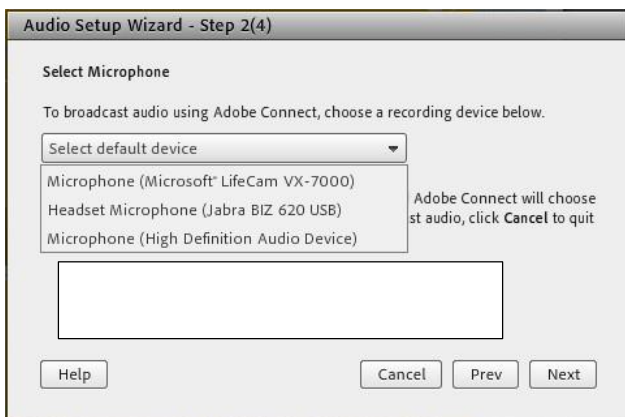 Audio Setup Wizard - Step 2(4)
Select Microphone
To broadcast audio using Adobe Connect, choose a recording device below.
Select default device
Microphone (Microsoft® LifeCam VX-7000)
Headset Microphone (Jabra BIZ 620 USB)
Microphone (High Definition Audio Device)
Adobe Connect will choose
st audio, click Cancel to quit
Help
Cancel Prev Next